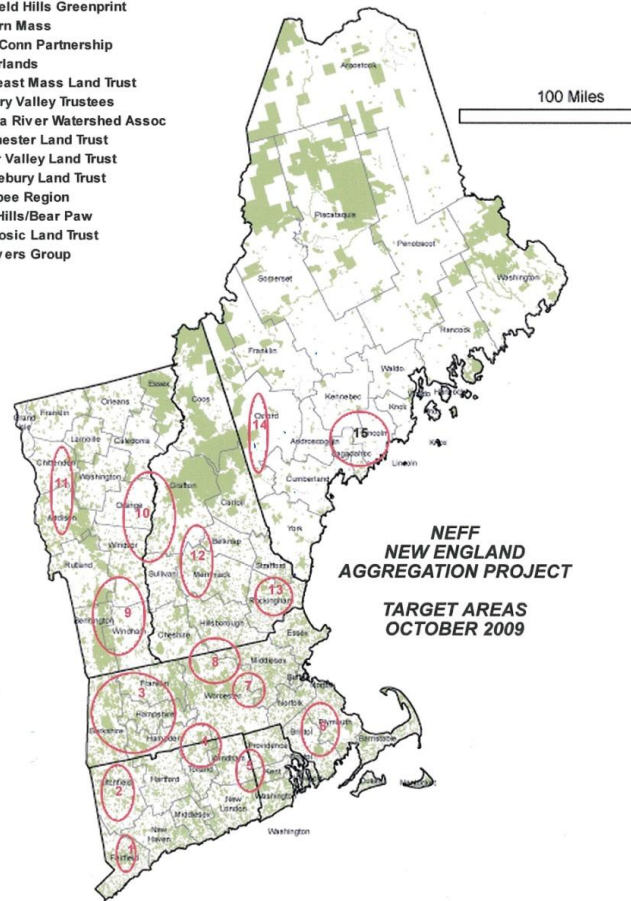 field Hills Greenprint
rn Mass
Conn Partnership
rlands
east Mass Land Trust
ry Valley Trustees
a River Watershed Assoc
hester Land Trust
r Valley Land Trust
lebury Land Trust
pee Region
Hills/Bear Paw
osic Land Trust
vers Group
100 Miles
Aroostook
Piscataquis
Penobscot
Somerset
Washington
Hancock
Franklin
Waldo
Essex
Orleans
Coos
Kennebec
Knox
Franklin
Oxford
14
15
Lincoln
Lamoille
Caledonia
Androscoggin
Sagadahoc
Knox
Chittenden
Washington
Lincoln
11
Grafton
Cumberland
Addison
Orange
10
Carroll
York
Windsor
12
Belknap
Rutland
Sullivan
Merrimack
Strafford
13
Rockingham
9
Bennington
Windham
Hillsborough
Cheshire
Essex
8
Middlesex
Franklin
3
Worcester
7
Norfolk
Hampshire
Plymouth
6
Berkshire
Hampden
4
Bristol
Barnstable
Windham
Providence
Tolland
5
Kent
Litchfield
Hartford
Dukes
Nantucket
2
New London
Washington
Middlesex
New Haven
Washington
1
Fairfield
NEFF
NEW ENGLAND
AGGREGATION PROJECT
TARGET AREAS
OCTOBER 2009